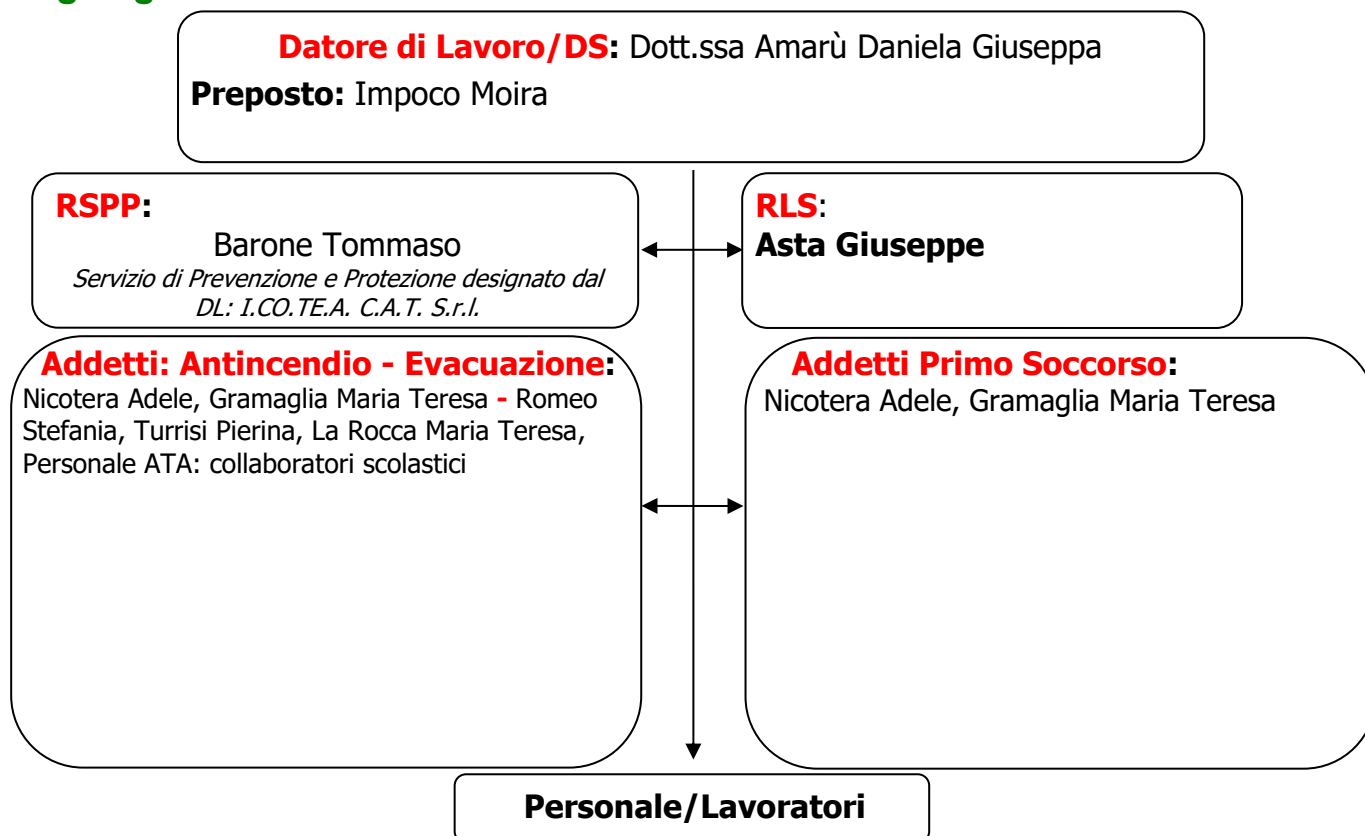 Datore di Lavoro/DS: Dott.ssa Amarù Daniela Giuseppa
Preposto: Impoco Moira
RSPP:
Barone Tommaso
Servizio di Prevenzione e Protezione designato dal
DL: I.CO.TE.A. C.A.T. S.r.l.
RLS:
Asta Giuseppe
Addetti: Antincendio - Evacuazione:
Nicotera Adele, Gramaglia Maria Teresa - Romeo
Stefania, Turrisi Pierina, La Rocca Maria Teresa,
Personale ATA: collaboratori scolastici
Addetti Primo Soccorso:
Nicotera Adele, Gramaglia Maria Teresa
Personale/Lavoratori